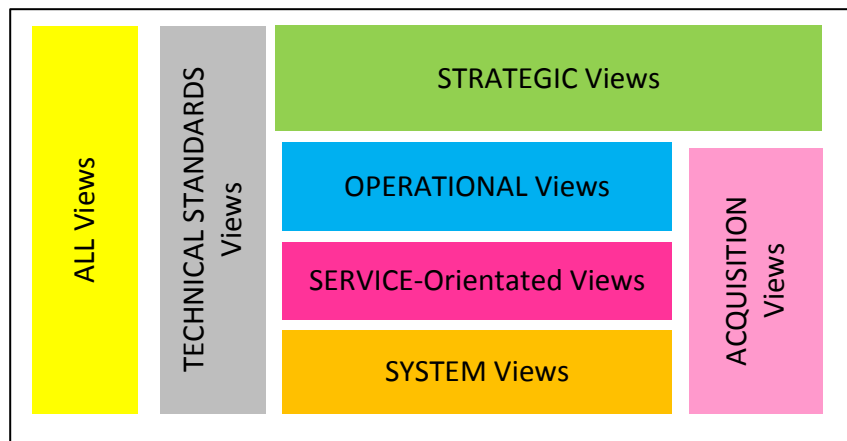 ALL Views
TECHNICAL STANDARDS
Views
STRATEGIC Views
OPERATIONAL Views
SERVICE-Orientated Views
SYSTEM Views
ACQUISITION
Views